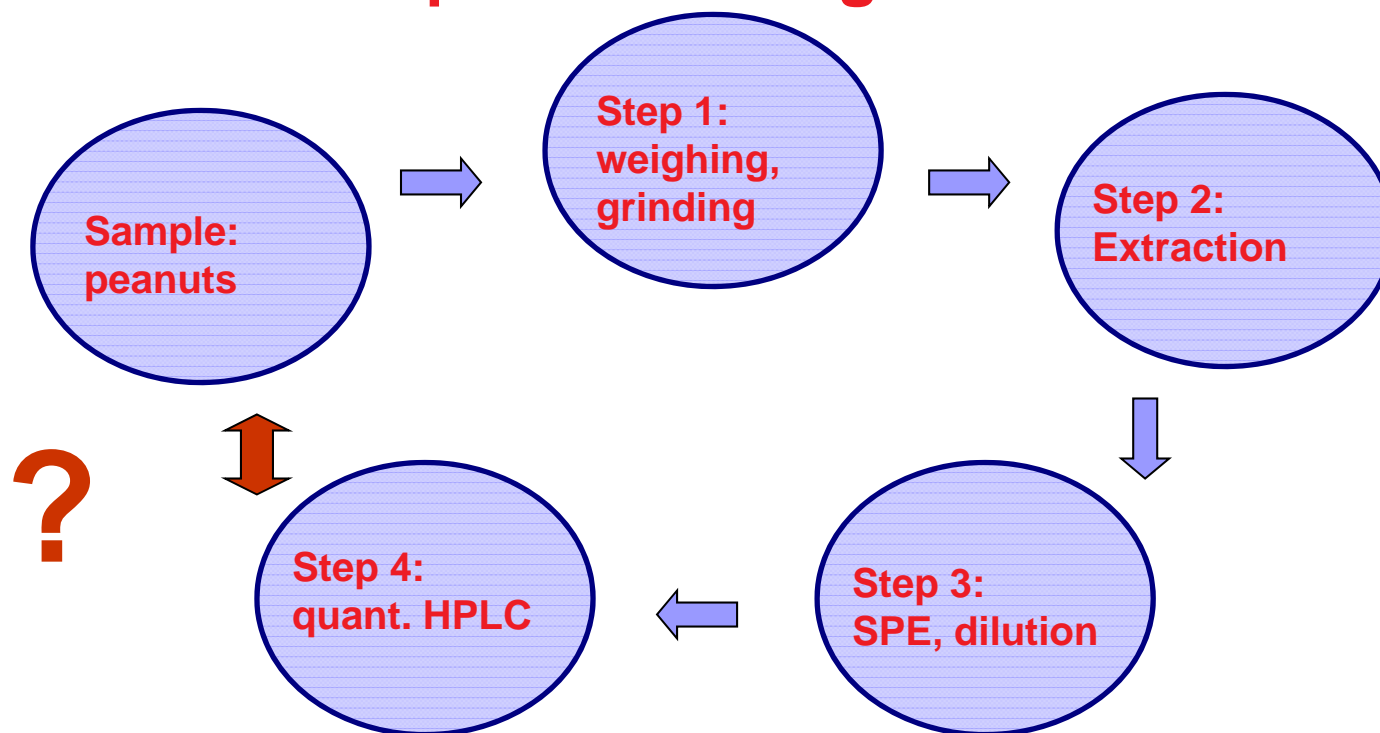 Sample:
peanuts
Step 1:
weighing,
grinding
Step 2:
Extraction
Step 3:
SPE, dilution
Step 4:
quant. HPLC
?